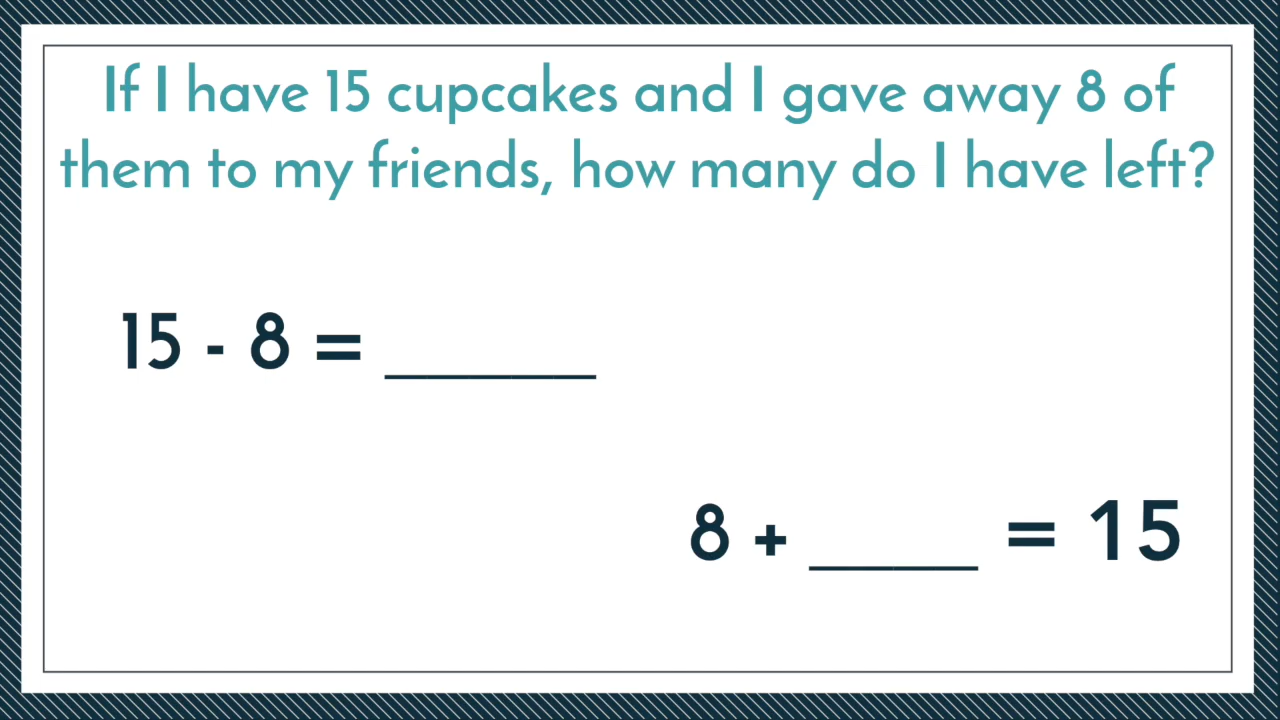 If I have 15 cupcakes and I gave away 8 of
them to my friends, how many do I have left?
15 - 8 = _____
8 + ____ = 15